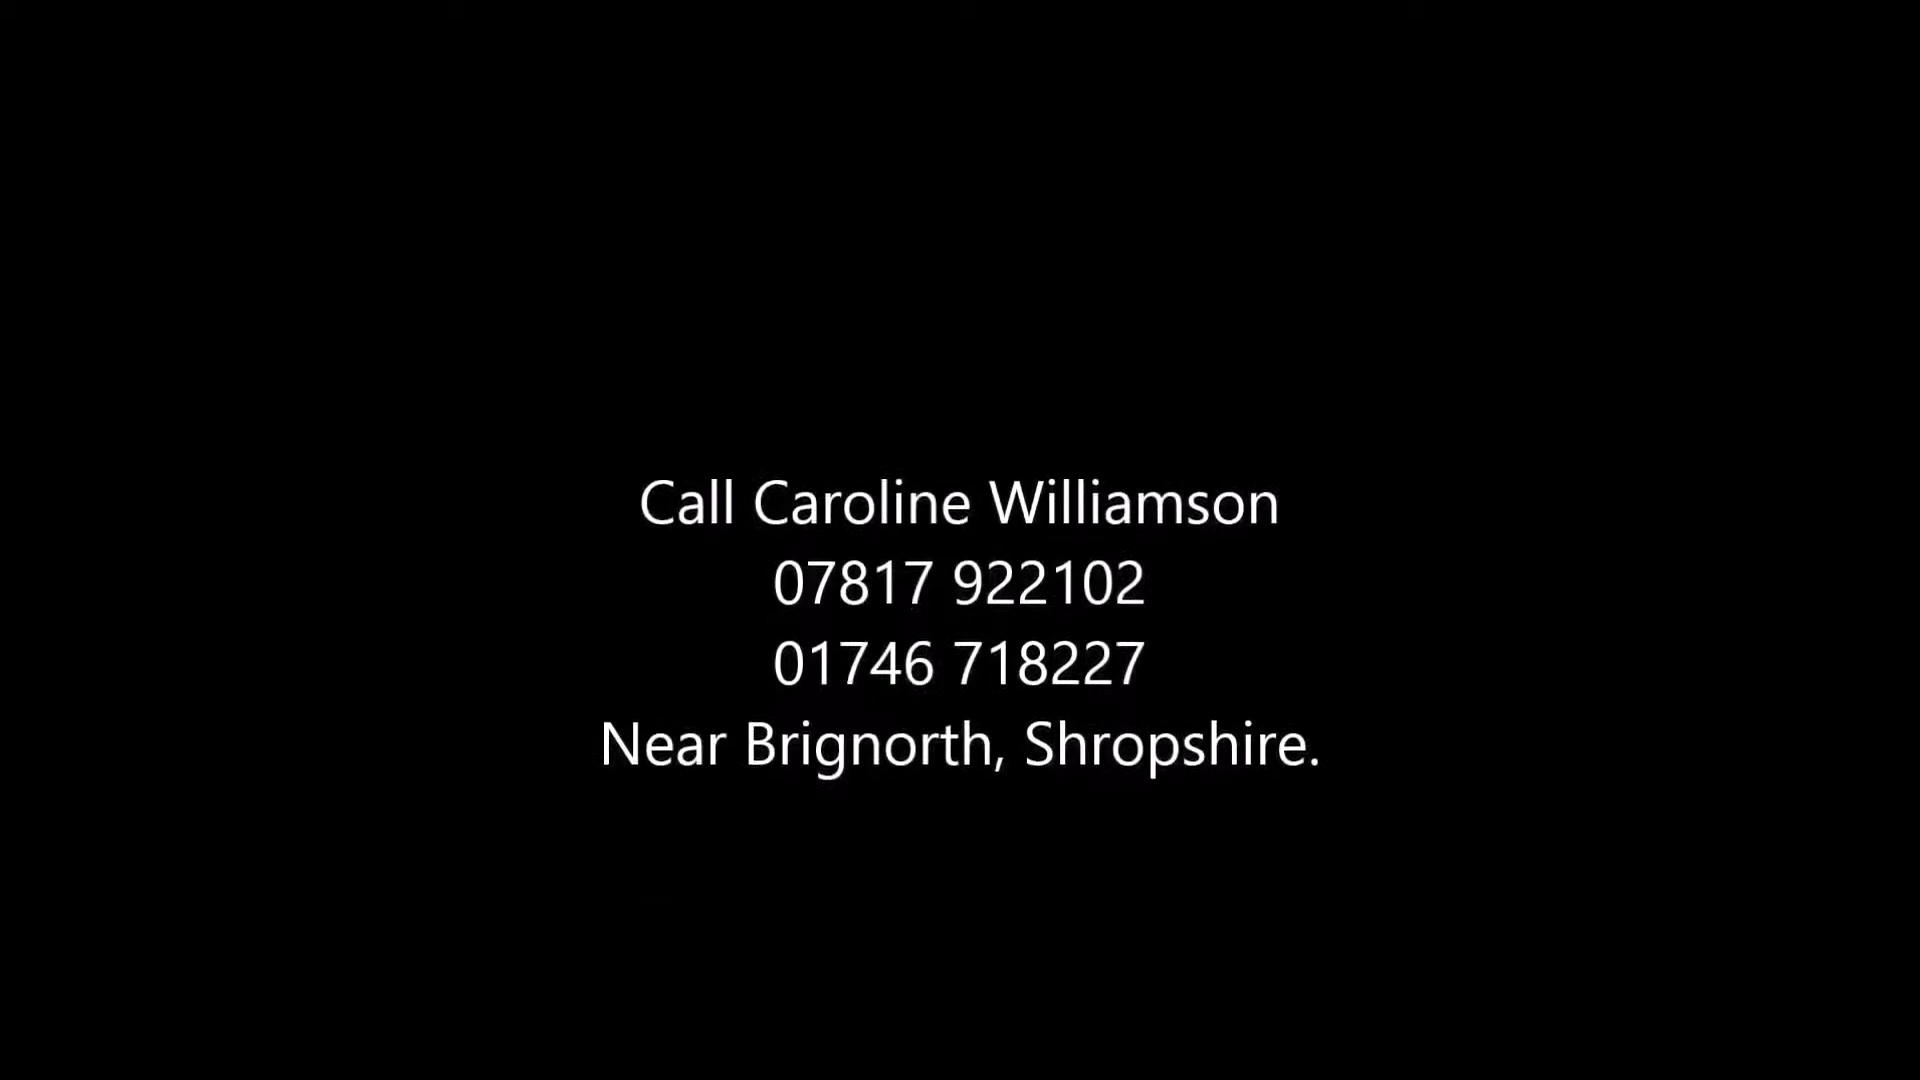 Call Caroline Williamson
07817 922102
01746 718227
Near Brignorth, Shropshire.